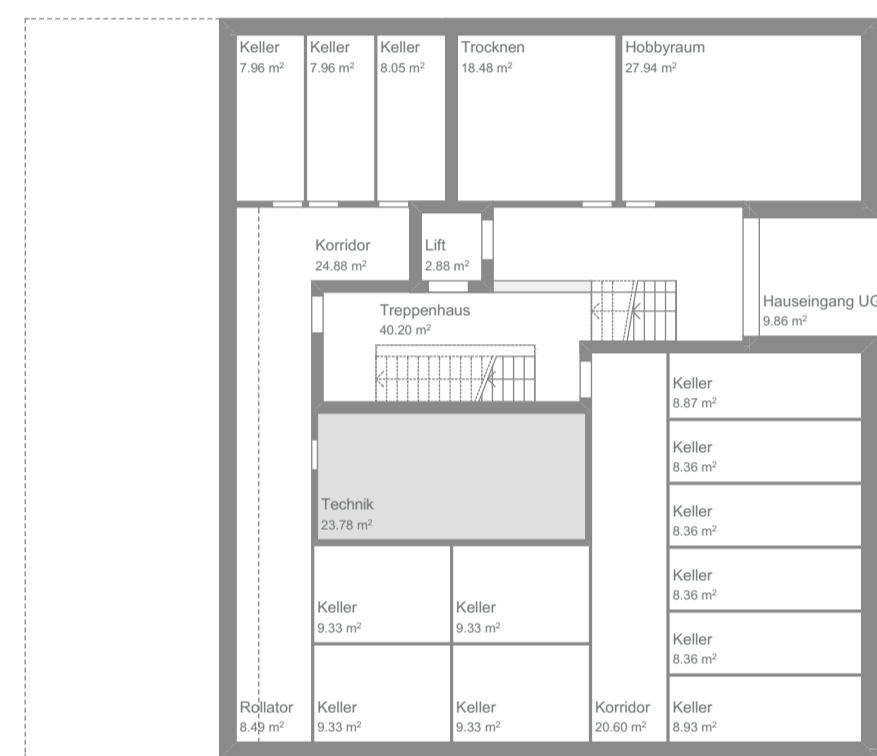 Keller
7.96 m²
Keller
7.96 m²
Keller
8.05 m²
Trocknen
18.48 m²
Hobbyraum
27.94 m²
Korridor
24.88 m²
Lift
2.88 m²
Treppenhaus
40.20 m²
Hauseingang UG
9.86 m²
Keller
8.87 m²
Keller
8.36 m²
Keller
8.36 m²
Keller
8.36 m²
Keller
8.36 m²
Keller
8.93 m²
Technik
23.78 m²
Keller
9.33 m²
Keller
9.33 m²
Rollator
8.49 m²
Keller
9.33 m²
Keller
9.33 m²
Korridor
20.60 m²